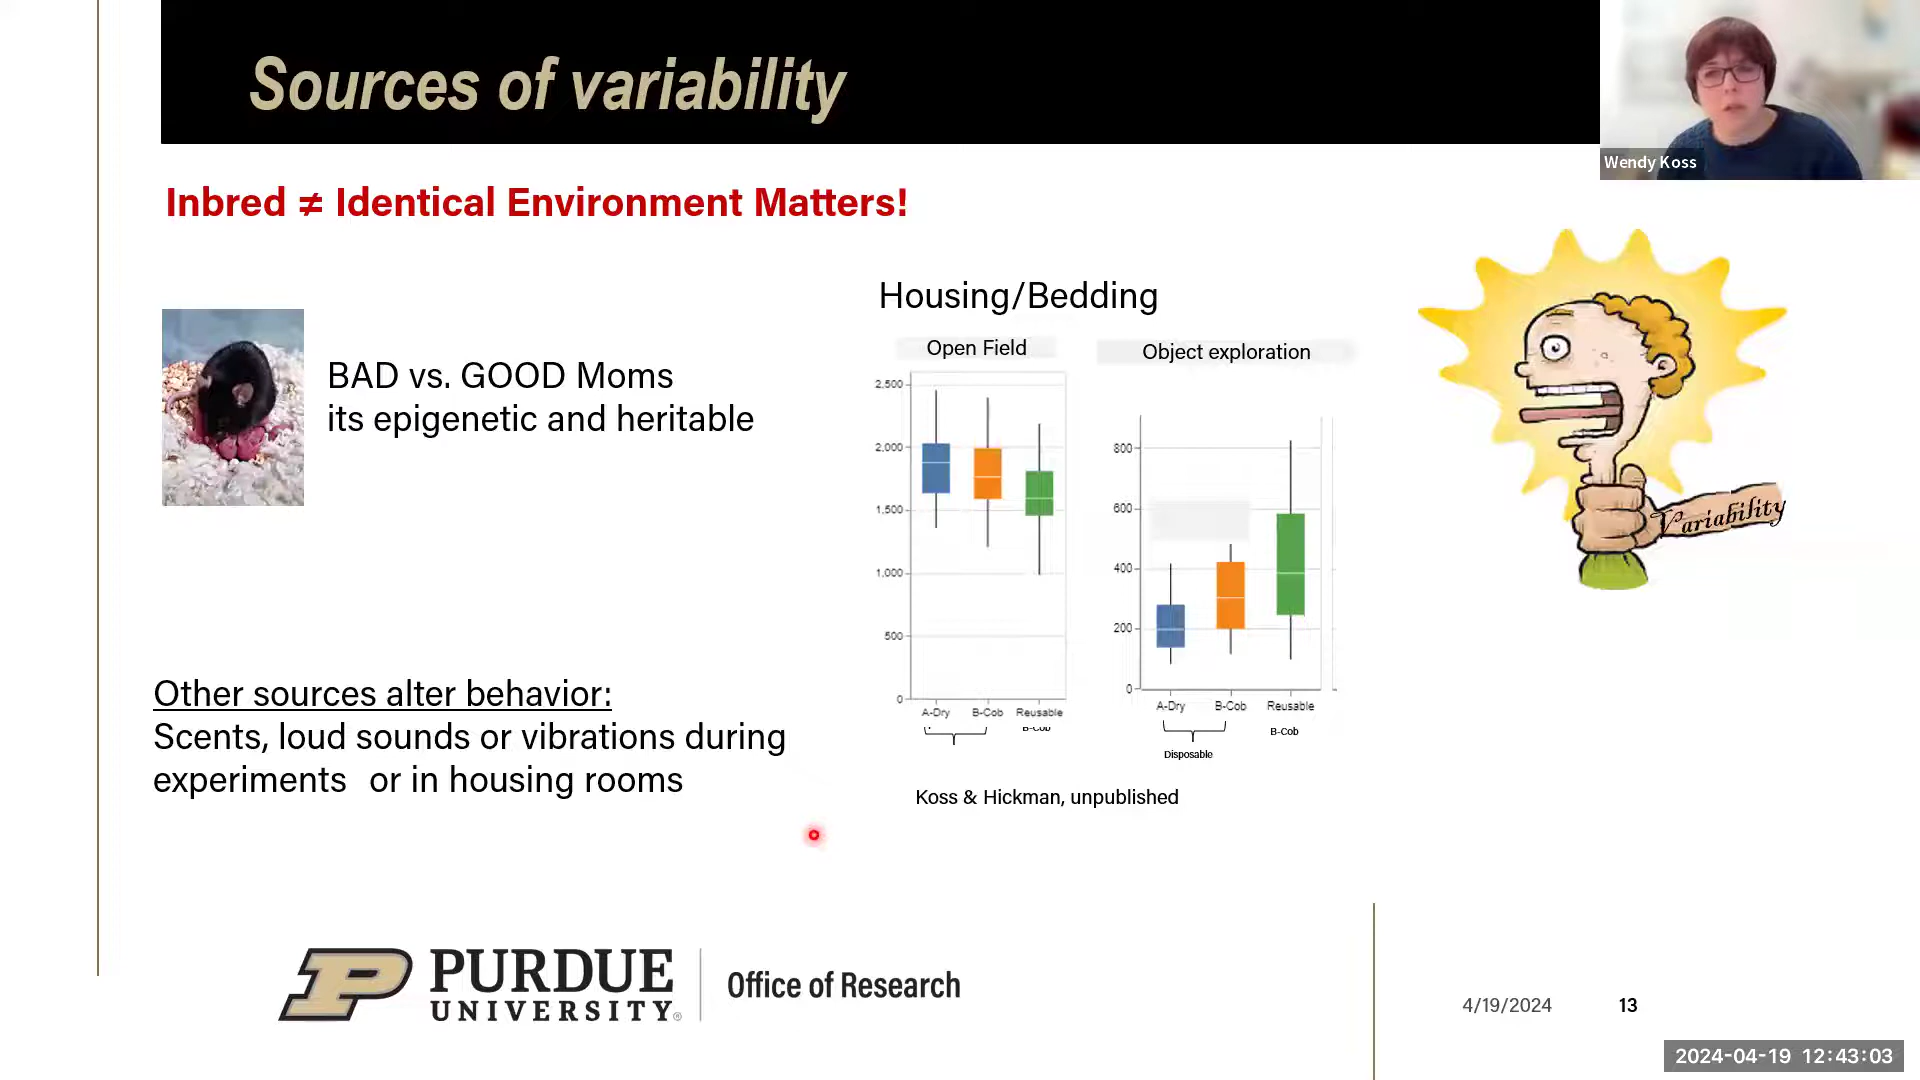 Sources of variability
Wendy Koss
Inbred ≠ Identical Environment Matters!
BAD vs. GOOD Moms
its epigenetic and heritable
Housing/Bedding
Open Field
2,500
2,000
1,500
1,000
500
0
A-Dry B-Cob Reusable
B-Cob
Object exploration
800
600
400
200
0
A-Dry B-Cob Reusable
B-Cob
Disposable
Koss & Hickman, unpublished
Variability
Other sources alter behavior:
Scents, loud sounds or vibrations during
experiments or in housing rooms
P PURDUE
UNIVERSITY®
Office of Research
4/19/2024 13
2024-04-19 12:43:03